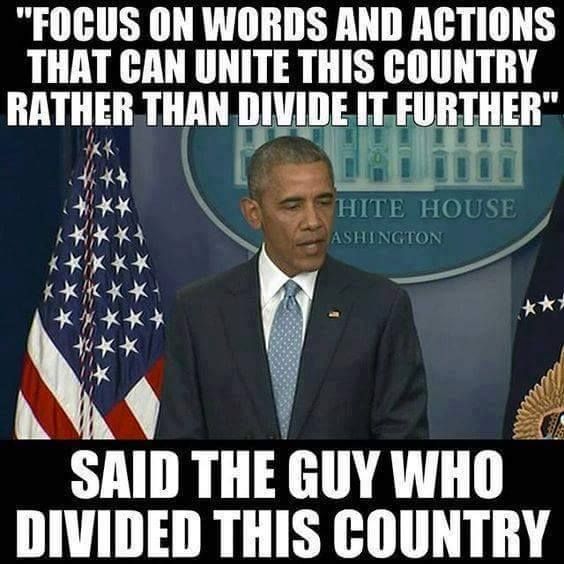 "FOCUS ON WORDS AND ACTIONS
THAT CAN UNITE THIS COUNTRY
RATHER THAN DIVIDE IT FURTHER"
HITE HOUSE
ASHINGTON
SAID THE GUY WHO
DIVIDED THIS COUNTRY